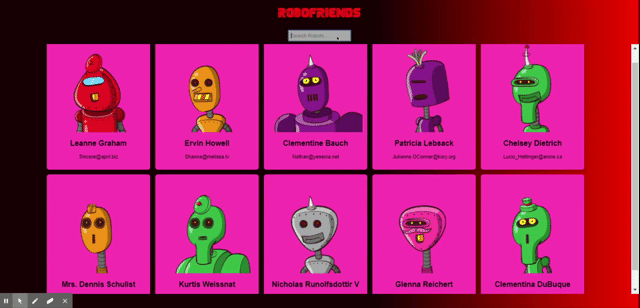 ROBOFRIENDS
Search Robots
Leanne Graham
Sincere@april.biz
Ervin Howell
Shanna@melissa.tv
Clementine Bauch
Nathan@yesenia.net
Patricia Lebsack
Julianne.OConner@kory.org
Chelsey Dietrich
Lucio_Hettinger@annie.ca
Mrs. Dennis Schulist
Kurtis Weissnat
Nicholas Runolfsdottir V
Glenna Reichert
Clementina DuBuque